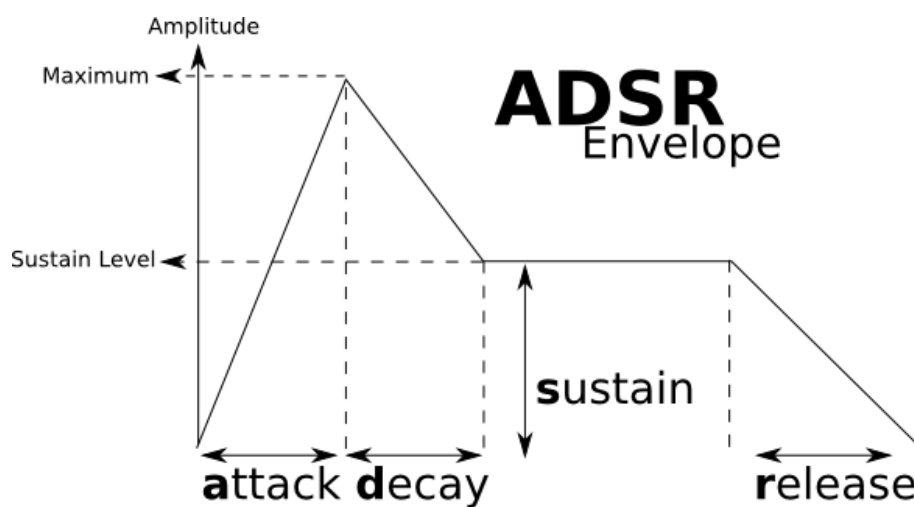 Amplitude
Maximum
ADSR
Envelope
Sustain Level
sustain
attack
decay
release